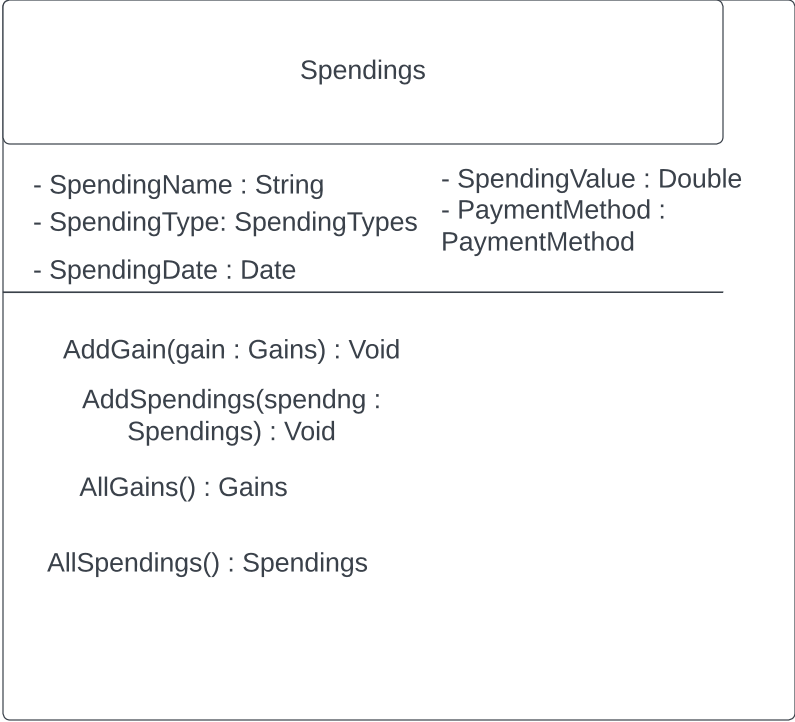 Spendings
- SpendingName : String
- SpendingType: SpendingTypes
- SpendingDate : Date
- SpendingValue : Double
- PaymentMethod :
PaymentMethod
AddGain(gain : Gains) : Void
AddSpendings(spendng :
Spendings) : Void
AllGains() : Gains
AllSpendings() : Spendings